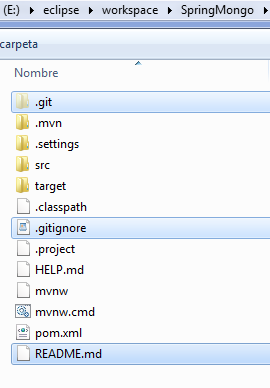 (E:) ▸ eclipse ▸ workspace ▸ SpringMongo ▸
carpeta
Nombre
.git
.mvn
.settings
src
target
.classpath
.gitignore
.project
HELP.md
mvnw
mvnw.cmd
pom.xml
README.md